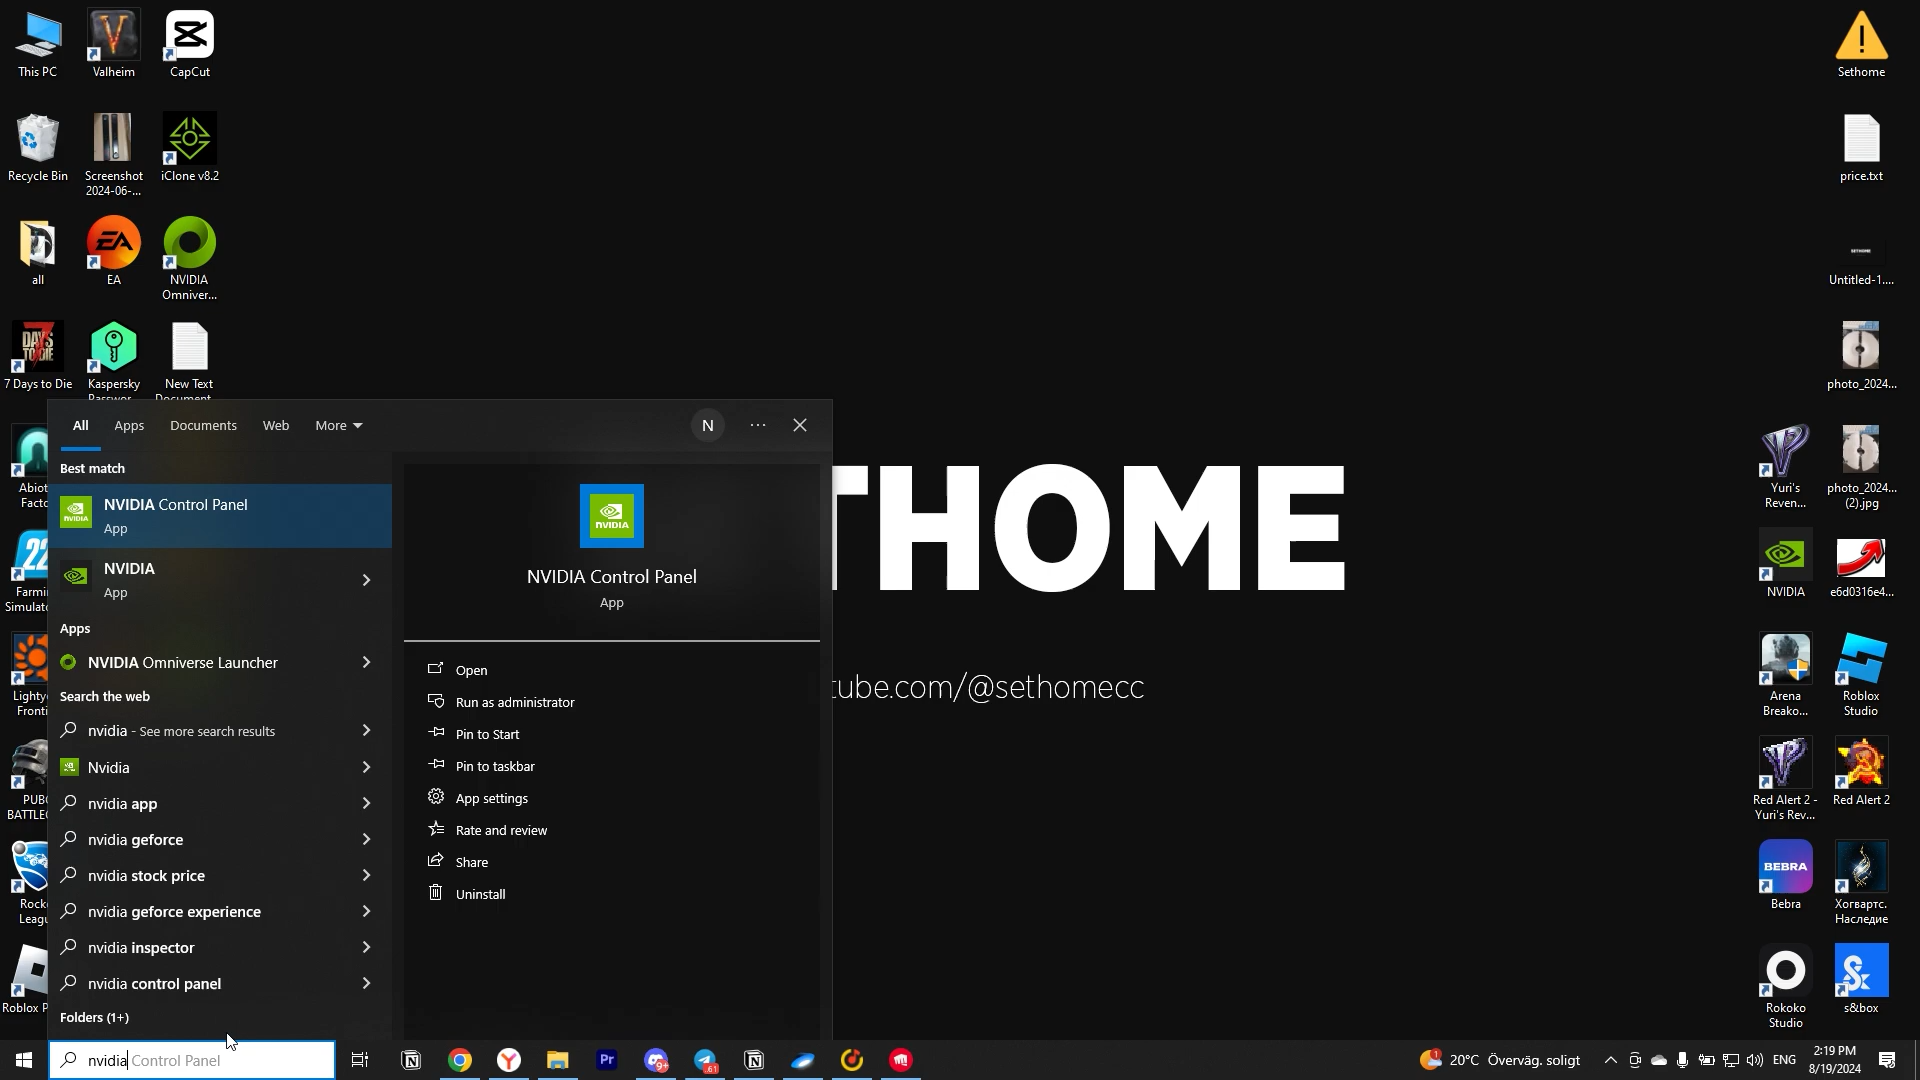 This PC
Valheim
CapCut
Sethome
Recycle Bin
Screenshot
2024-06-...
iClone v8.2
price.txt
all
EA
NVIDIA
Omniver...
Untitled-1....
7 Days to Die
Kaspersky
New Text
photo_2024...
All
Apps
Documents
Web
More
N
Best match
NVIDIA Control Panel
App
NVIDIA
App
Apps
NVIDIA Omniverse Launcher
Search the web
nvidia - See more search results
Nvidia
nvidia app
nvidia geforce
nvidia stock price
nvidia geforce experience
nvidia inspector
nvidia control panel
Folders (1+)
nvidia Control Panel
NVIDIA
NVIDIA Control Panel
App
Open
Run as administrator
Pin to Start
Pin to taskbar
App settings
Rate and review
Share
Uninstall
THOME
tube.com/@sethomecc
Yuri's
Reven...
photo_2024...
(2).jpg
NVIDIA
e6d0316e4...
Arena
Breako...
Roblox
Studio
Red Alert 2 -
Yuri's Rev...
Red Alert 2
BEBRA
Bebra
Хогвартс.
Наследие
Rokoko
Studio
s&box
20°C Överväg. soligt
ENG
2:19 PM
8/19/2024